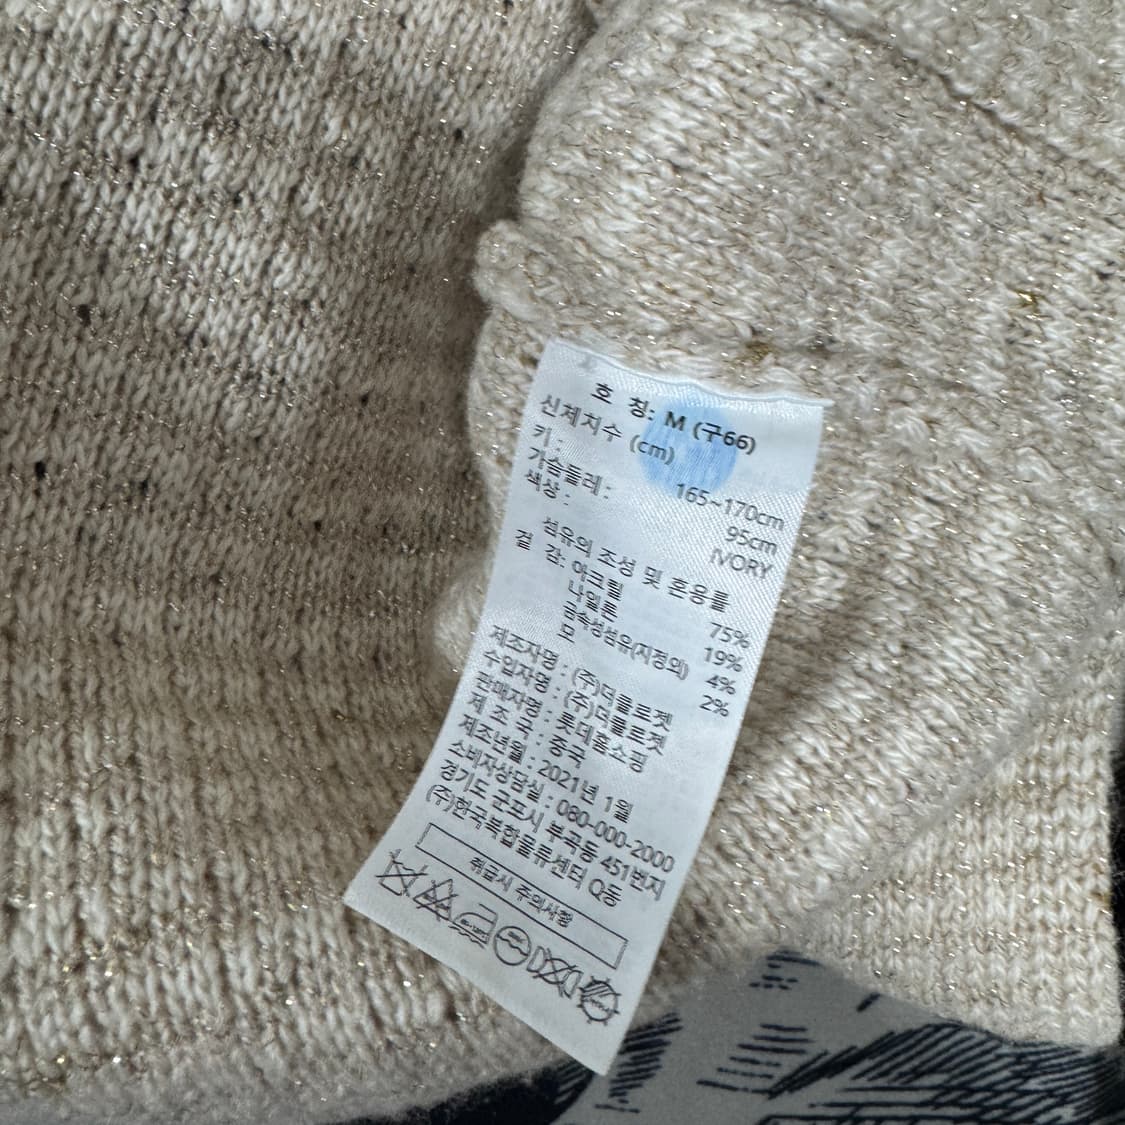 호 칭: M (구66)
신체치수 (cm)
키 : 165~170cm
가슴둘레 : 95cm
색상 : IVORY
섬유의 조성 및 혼용률
겉 감: 아크릴 75%
나일론 19%
금속성섬유(지정외) 4%
모 2%
제조자명 : (주)더블로젯
수입자명 : (주)더블로젯
판매자명 : 롯데홈쇼핑
제 조 국 : 중국
제조년월 : 2021년 1월
소비자상담실 : 080-000-2000
경기도 군포시 부곡동 451번지
(주)한국복합물류센터 Q동
취급시 주의사항